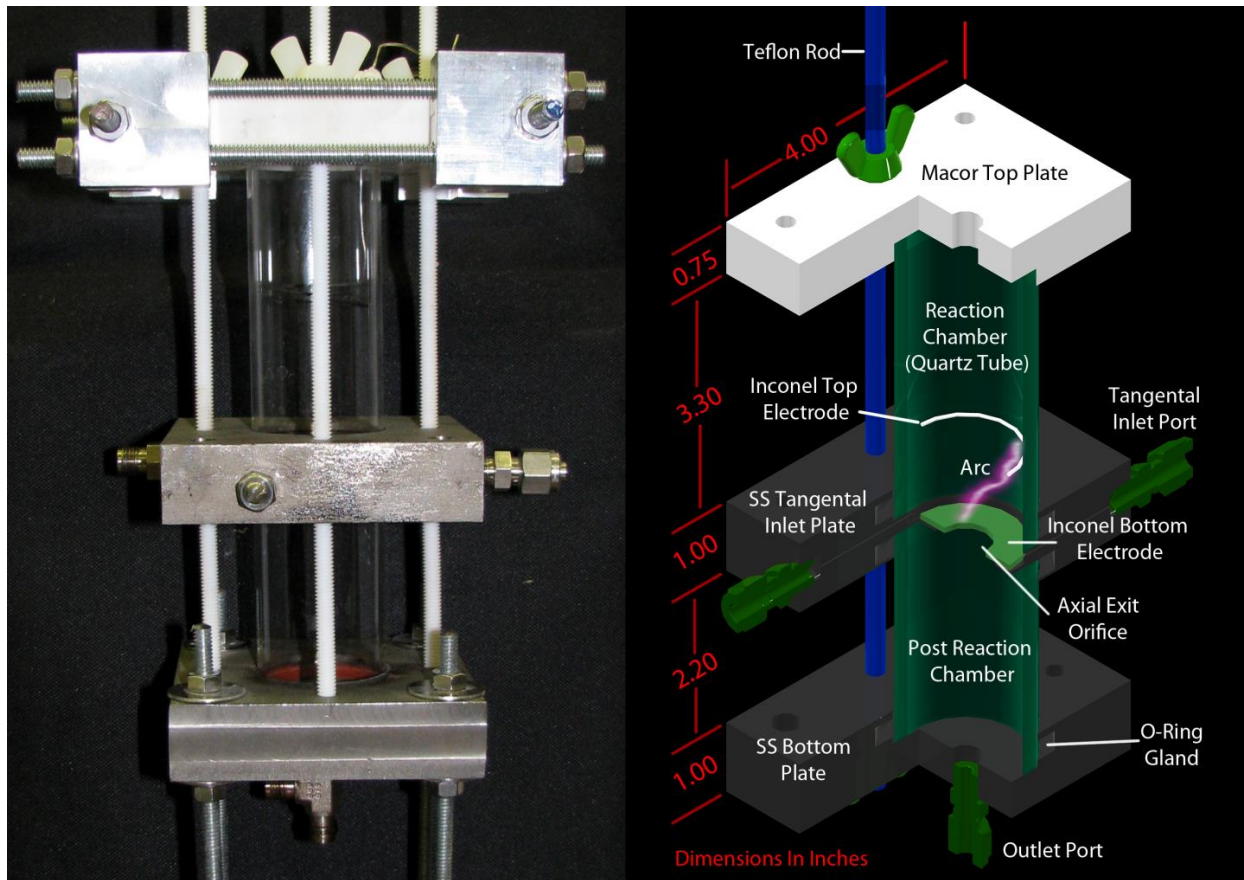 Teflon Rod
4.00
Macor Top Plate
0.75
Reaction
Chamber
(Quartz Tube)
3.30
Inconel Top
Electrode
Tangental
Inlet Port
Arc
SS Tangental
Inlet Plate
1.00
Inconel Bottom
Electrode
Axial Exit
Orifice
2.20
Post Reaction
Chamber
SS Bottom
Plate
O-Ring
Gland
1.00
Outlet Port
Dimensions In Inches